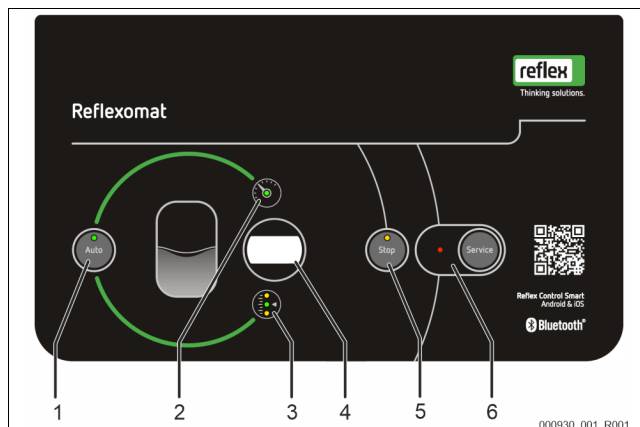 reflex
Thinking solutions.
Reflexomat
Auto
Stop
Service
Reflex Control Smart
Android & iOS
Bluetooth®
1
2
3
4
5
6
000930_001_R001